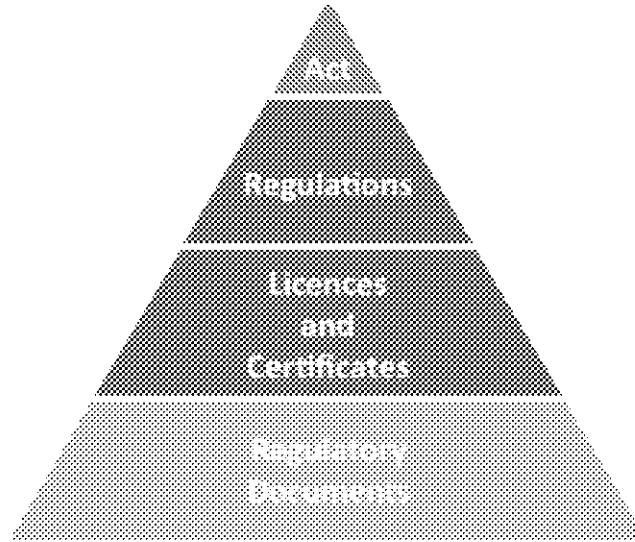 Act
Regulations
Licences
and
Certificates
Regulatory
Documents